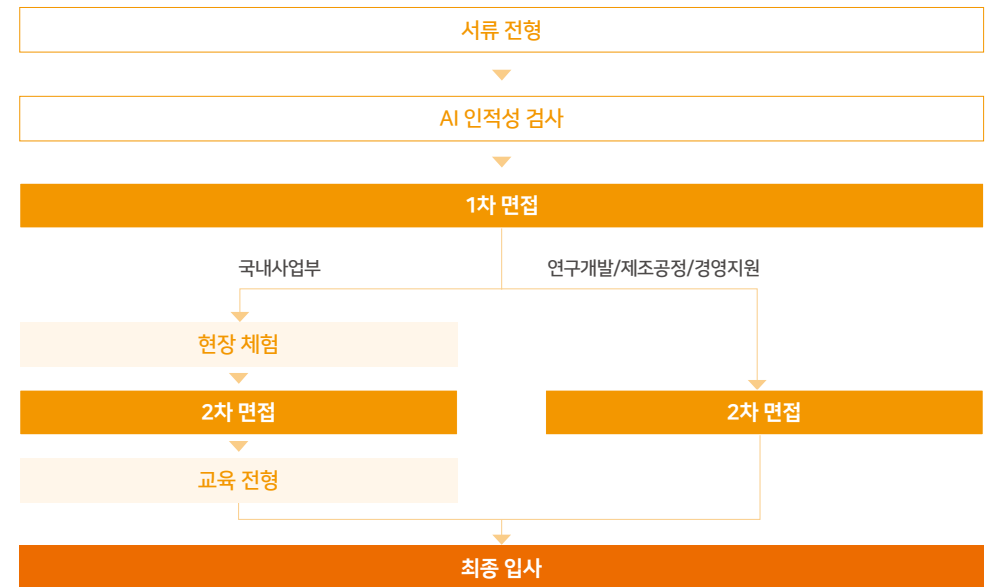 서류 전형
AI 인적성 검사
1차 면접
국내사업부
연구개발/제조공정/경영지원
현장 체험
2차 면접
2차 면접
교육 전형
최종 입사